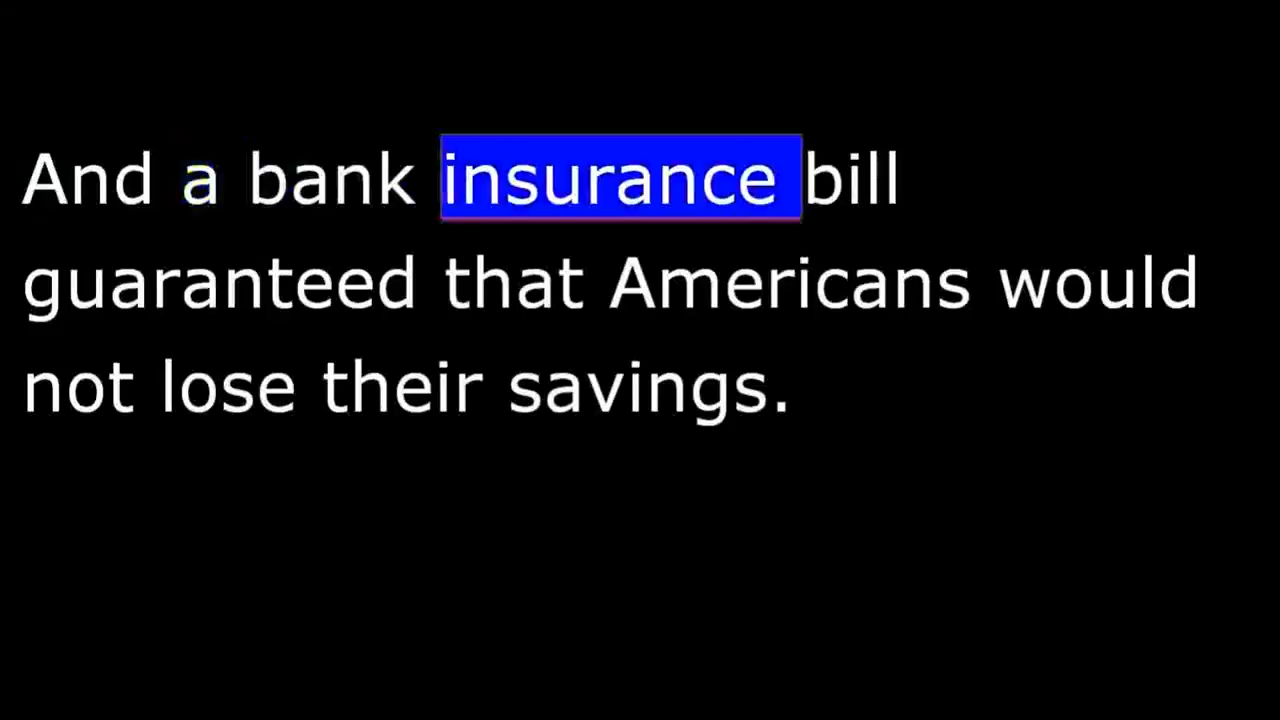 And a bank insurance bill
guaranteed that Americans would
not lose their savings.